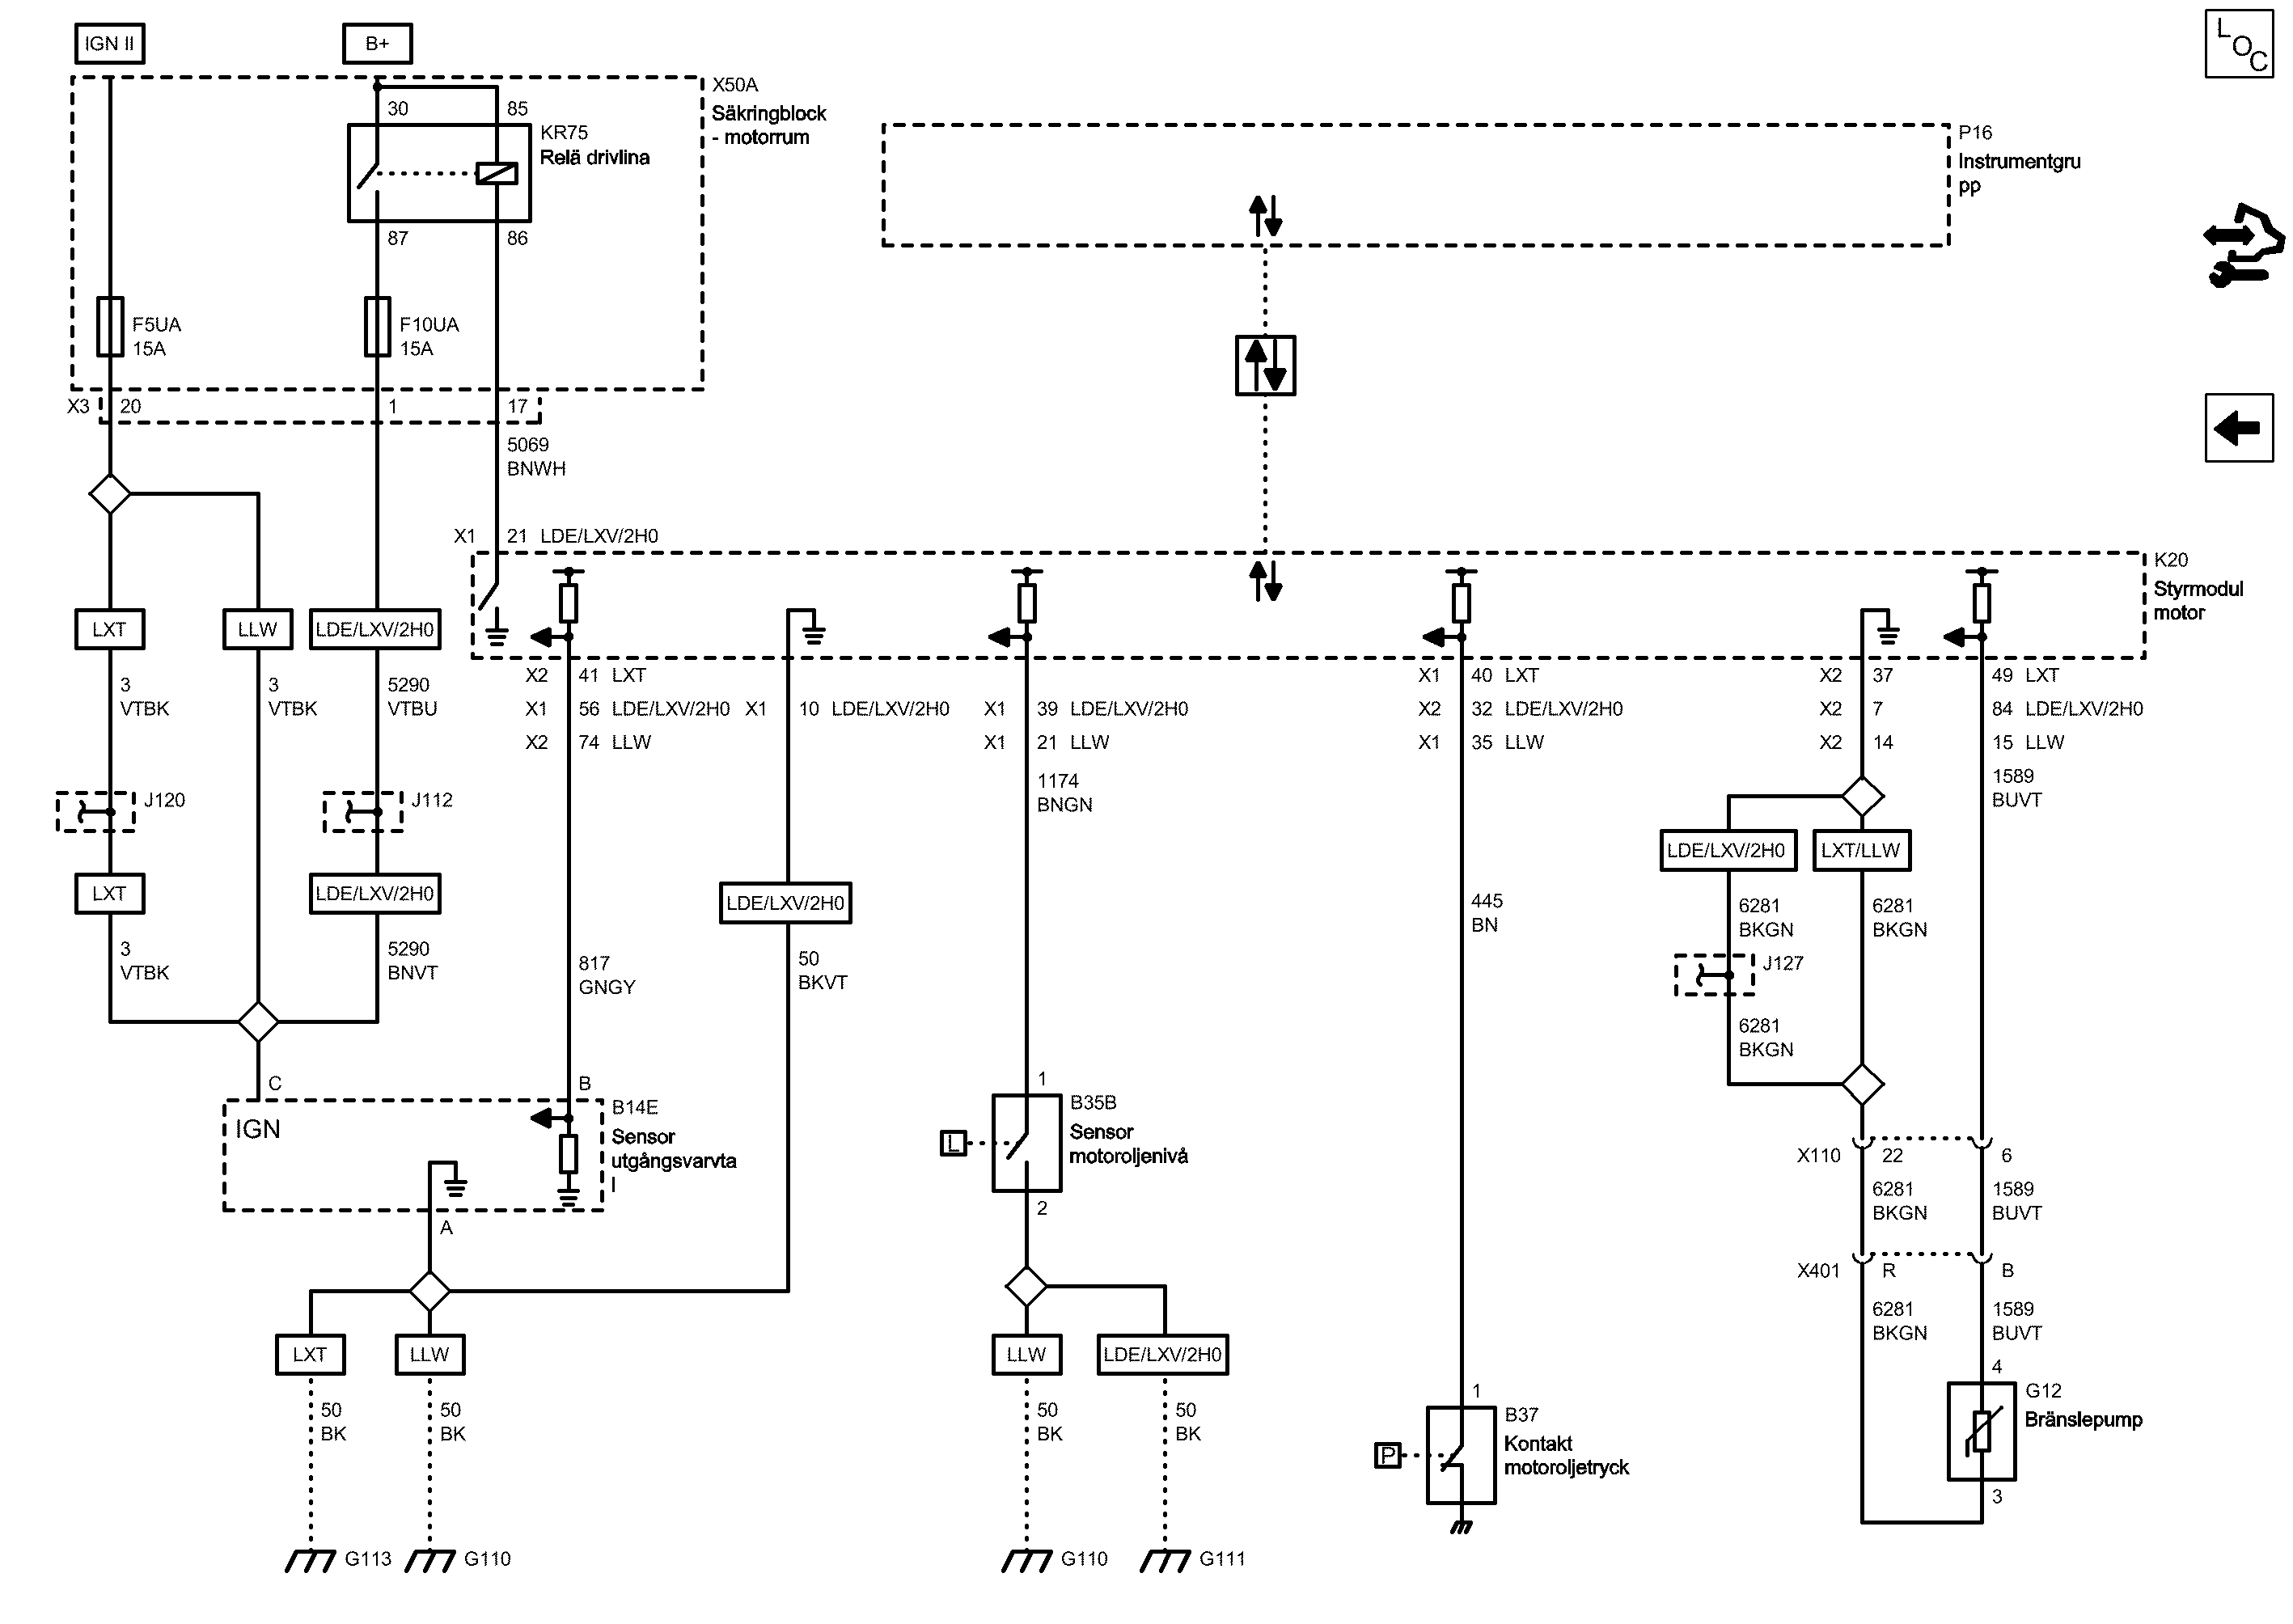 IGN II
B+
L
O
C
X50A
Säkringblock
- motorrum
30
85
KR75
Relä drivlina
87
86
P16
Instrumentgru
pp
F5UA
15A
F10UA
15A
X3
20
1
17
5069
BNWH
X1
21
LDE/LXV/2H0
K20
Styrmodul
motor
LXT
LLW
LDE/LXV/2H0
3
VTBK
3
VTBK
5290
VTBU
X2 41 LXT
X1 56 LDE/LXV/2H0
X2 74 LLW
X1 10 LDE/LXV/2H0
X1 39 LDE/LXV/2H0
X1 21 LLW
X1 40 LXT
X2 32 LDE/LXV/2H0
X1 35 LLW
X2 37
X2 7
X2 14
49 LXT
84 LDE/LXV/2H0
15 LLW
1174
BNGN
1589
BUVT
J120
J112
LXT
LDE/LXV/2H0
LDE/LXV/2H0
LDE/LXV/2H0
LXT/LLW
3
VTBK
5290
BNVT
817
GNGY
50
BKVT
445
BN
6281
BKGN
6281
BKGN
J127
6281
BKGN
C
B
IGN
B14E
Sensor
utgångsvarvta
l
A
1
B35B
Sensor
motoroljenivå
L
2
X110
22
6
6281
BKGN
1589
BUVT
X401
R
B
6281
BKGN
1589
BUVT
LXT
LLW
LLW
LDE/LXV/2H0
50
BK
50
BK
50
BK
50
BK
1
B37
Kontakt
motoroljetryck
P
4
G12
Bränslepump
3
G113
G110
G110
G111